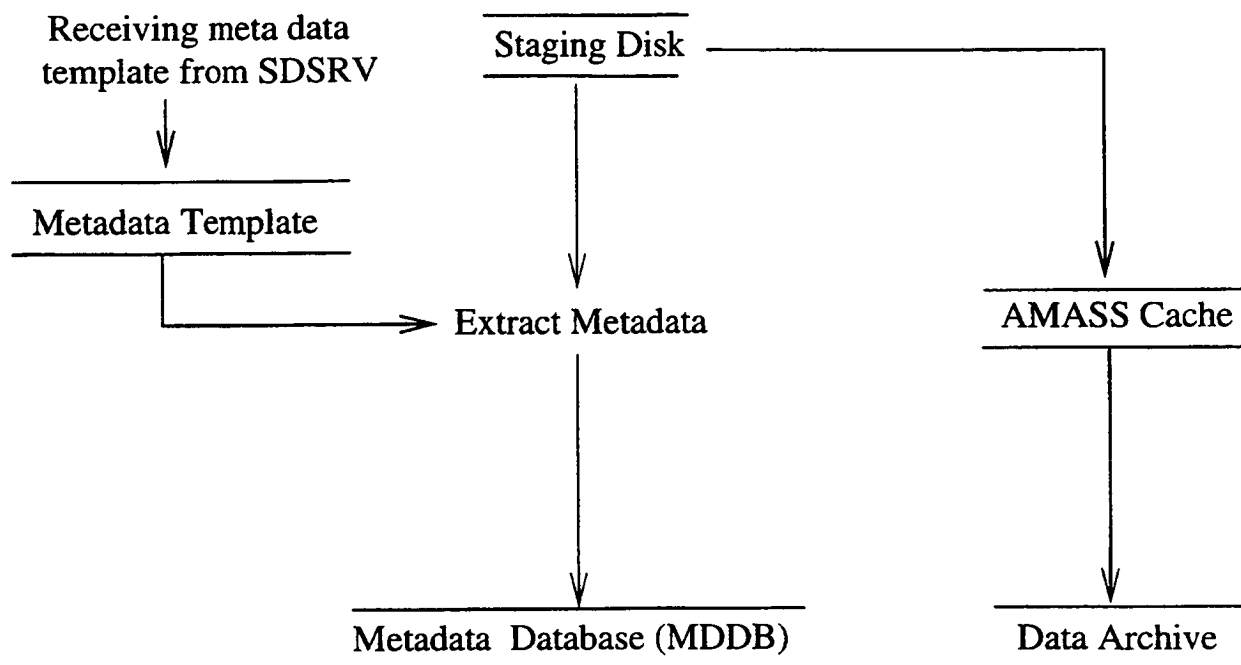 Receiving meta data
template from SDSRV
Staging Disk
Metadata Template
Extract Metadata
AMASS Cache
Metadata Database (MDDB)
Data Archive